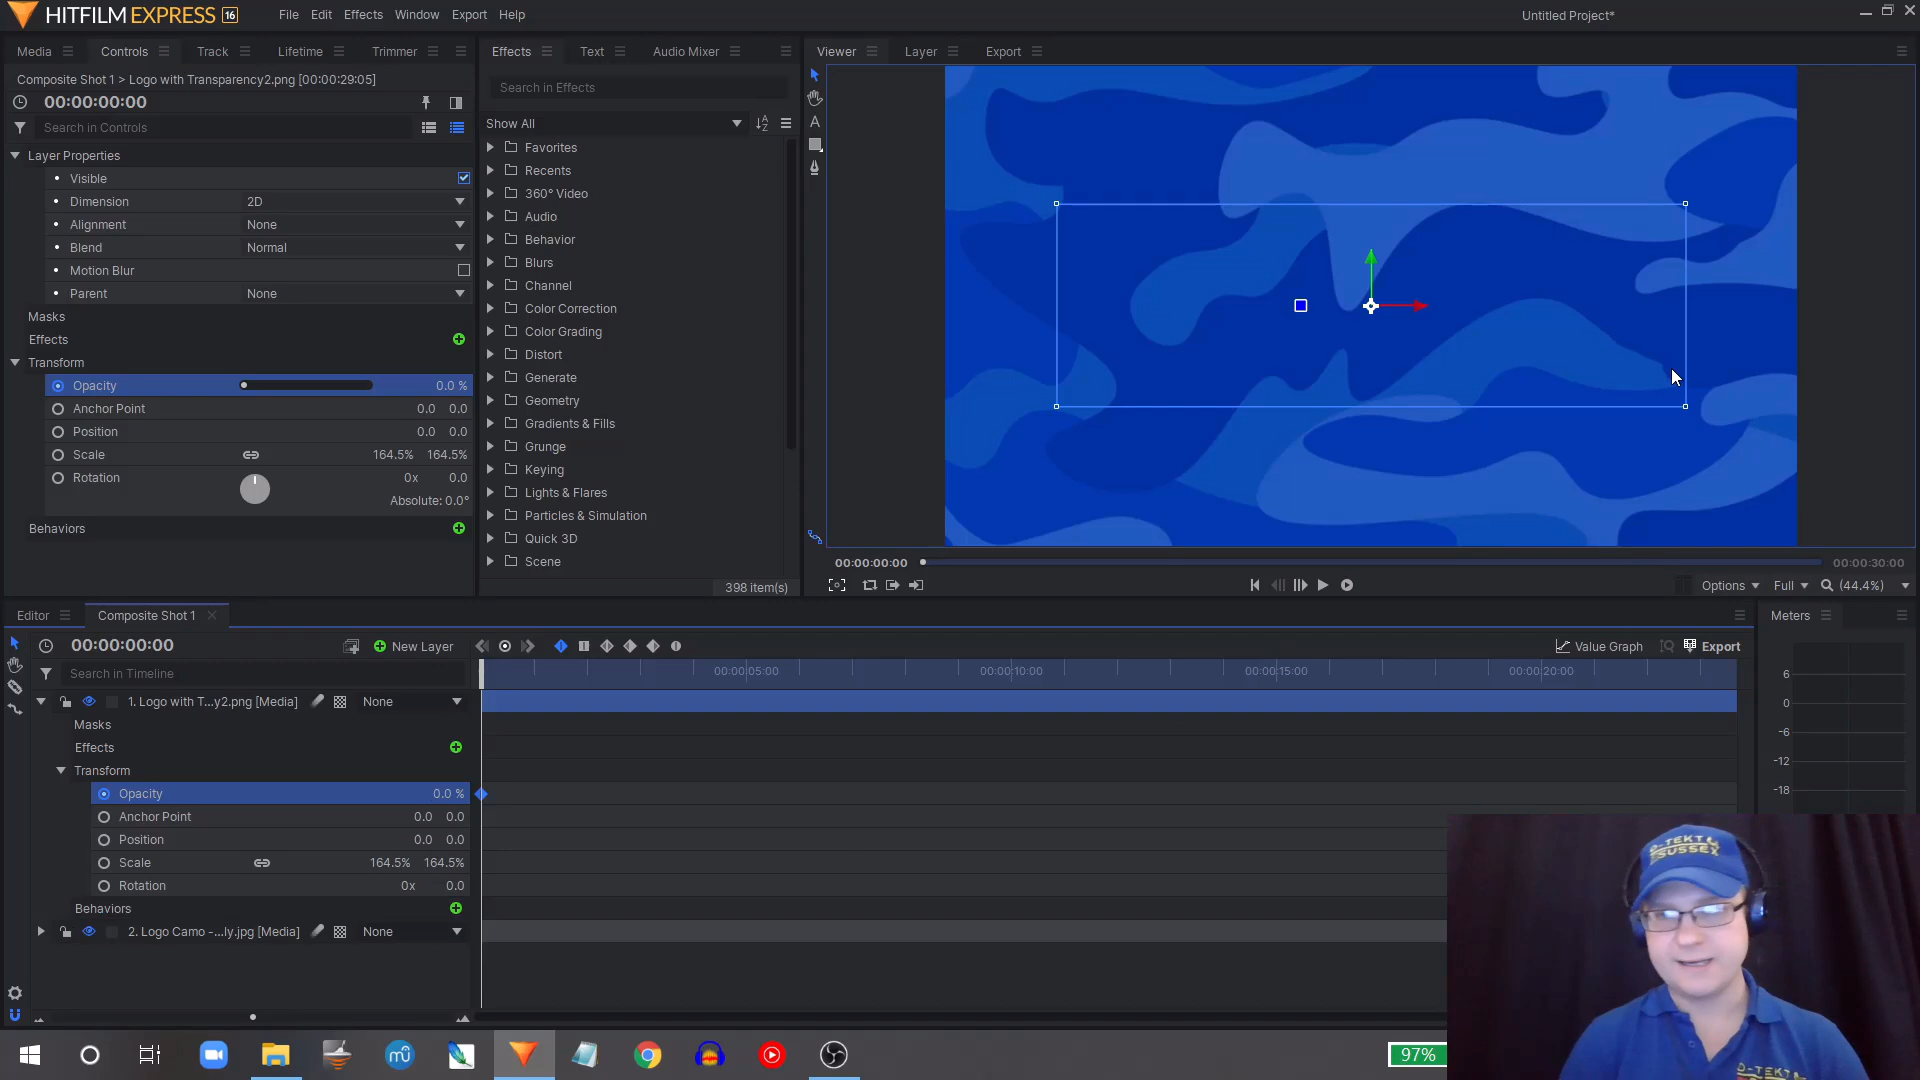 HITFILM EXPRESS 16
File Edit Effects Window Export Help
Untitled Project*
Media Controls Track Lifetime Trimmer
Composite Shot 1 > Logo with Transparency2.png [00:00:29:05]
00:00:00:00
Search in Controls
Layer Properties
Visible
Dimension 2D
Alignment None
Blend Normal
Motion Blur
Parent None
Masks
Effects
Transform
Opacity 0.0 %
Anchor Point 0.0 0.0
Position 0.0 0.0
Scale 164.5% 164.5%
Rotation 0x 0.0
Absolute: 0.0°
Behaviors
Effects Text Audio Mixer
Search in Effects
Show All
Favorites
Recents
360° Video
Audio
Behavior
Blurs
Channel
Color Correction
Color Grading
Distort
Generate
Geometry
Gradients & Fills
Grunge
Keying
Lights & Flares
Particles & Simulation
Quick 3D
Scene
398 item(s)
Viewer Layer Export
00:00:00:00
00:00:30:00
Options Full (44.4%)
Editor Composite Shot 1
00:00:00:00
New Layer
Value Graph Export
Search in Timeline
00:00:05:00 00:00:10:00 00:00:15:00 00:00:20:00
1. Logo with T...y2.png [Media] None
Masks
Effects
Transform
Opacity 0.0 %
Anchor Point 0.0 0.0
Position 0.0 0.0
Scale 164.5% 164.5%
Rotation 0x 0.0
Behaviors
2. Logo Camo -...ly.jpg [Media] None
Meters
6
0
-6
-12
-18
D-TEKT
SUSSEX
D-TEKT
mü
97%